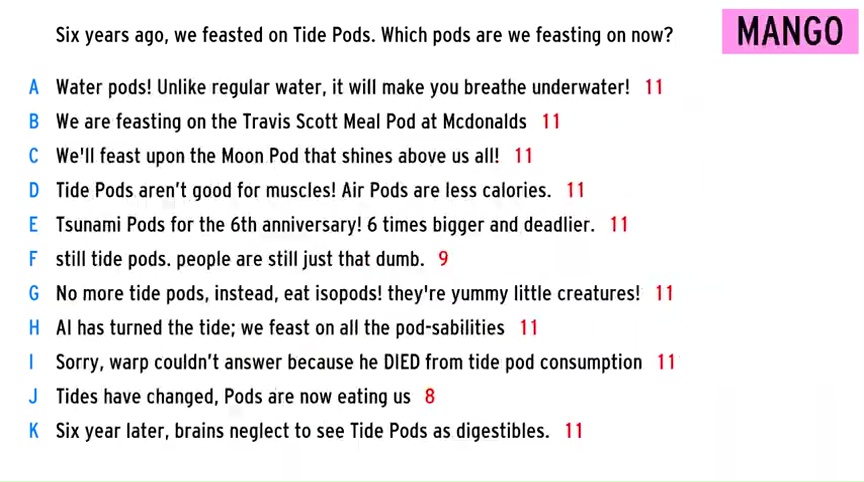 Six years ago, we feasted on Tide Pods. Which pods are we feasting on now?
MANGO
A Water pods! Unlike regular water, it will make you breathe underwater! 11
B We are feasting on the Travis Scott Meal Pod at Mcdonalds 11
C We'll feast upon the Moon Pod that shines above us all! 11
D Tide Pods aren't good for muscles! Air Pods are less calories. 11
E Tsunami Pods for the 6th anniversary! 6 times bigger and deadlier. 11
F still tide pods. people are still just that dumb. 9
G No more tide pods, instead, eat isopods! they're yummy little creatures! 11
H AI has turned the tide; we feast on all the pod-sabilities 11
I Sorry, warp couldn't answer because he DIED from tide pod consumption 11
J Tides have changed, Pods are now eating us 8
K Six year later, brains neglect to see Tide Pods as digestibles. 11